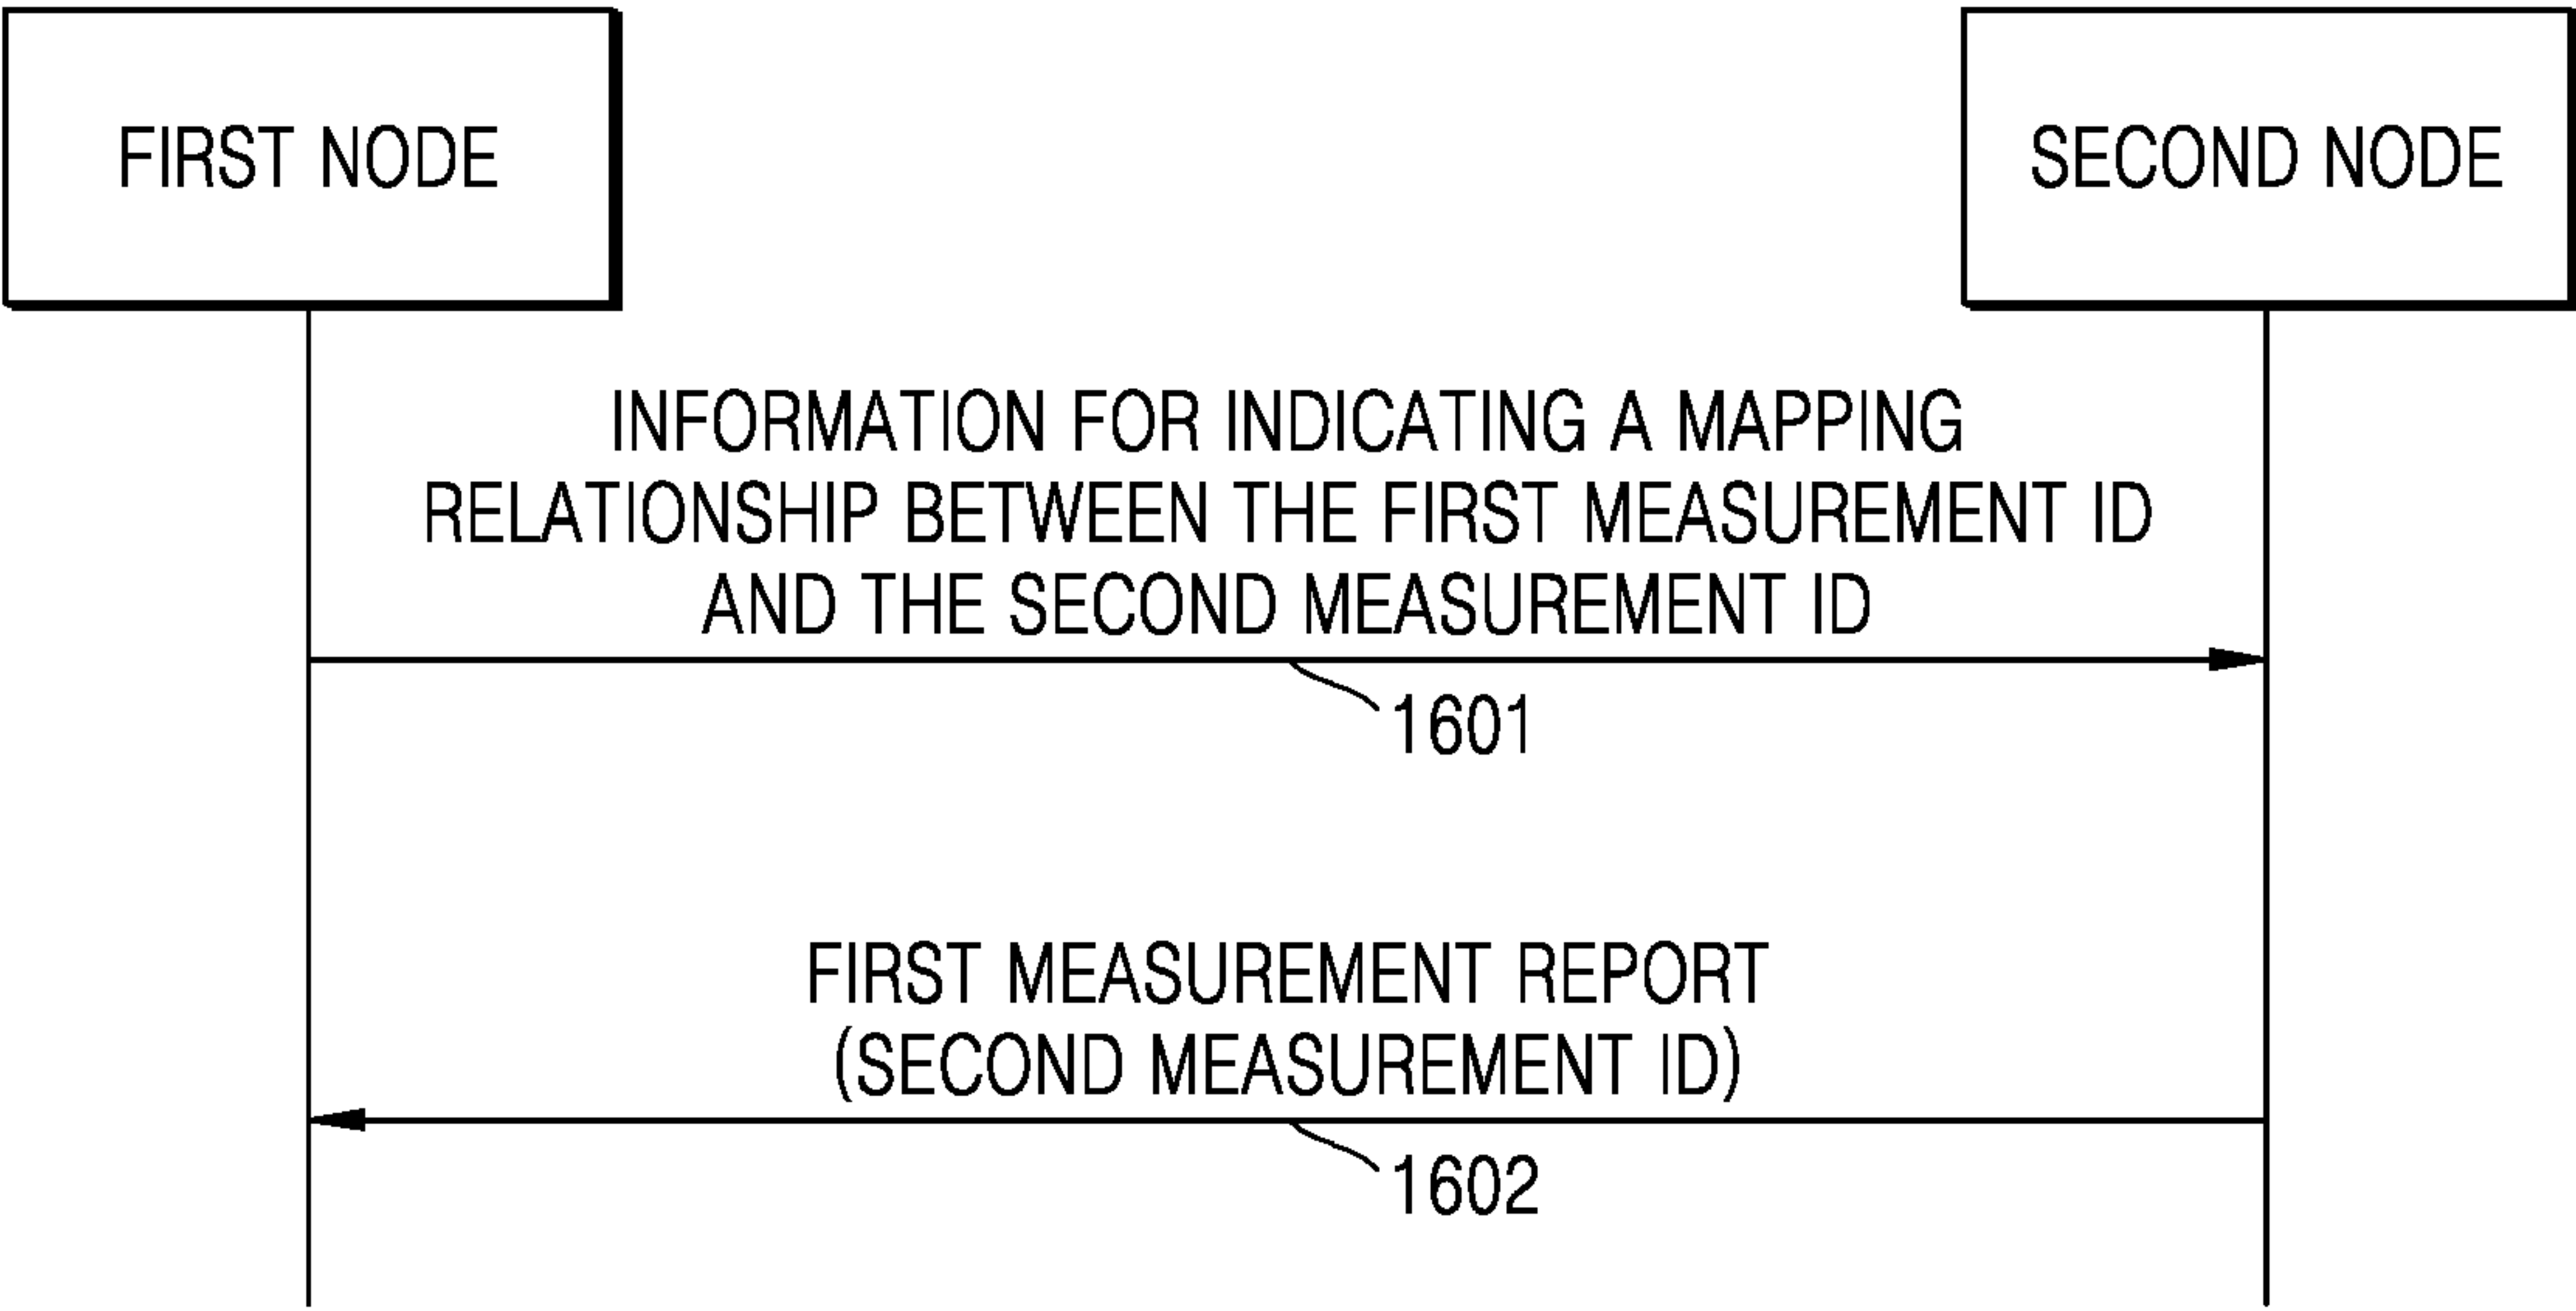 FIRST NODE
SECOND NODE
INFORMATION FOR INDICATING A MAPPING
RELATIONSHIP BETWEEN THE FIRST MEASUREMENT ID
AND THE SECOND MEASUREMENT ID
1601
FIRST MEASUREMENT REPORT
(SECOND MEASUREMENT ID)
1602